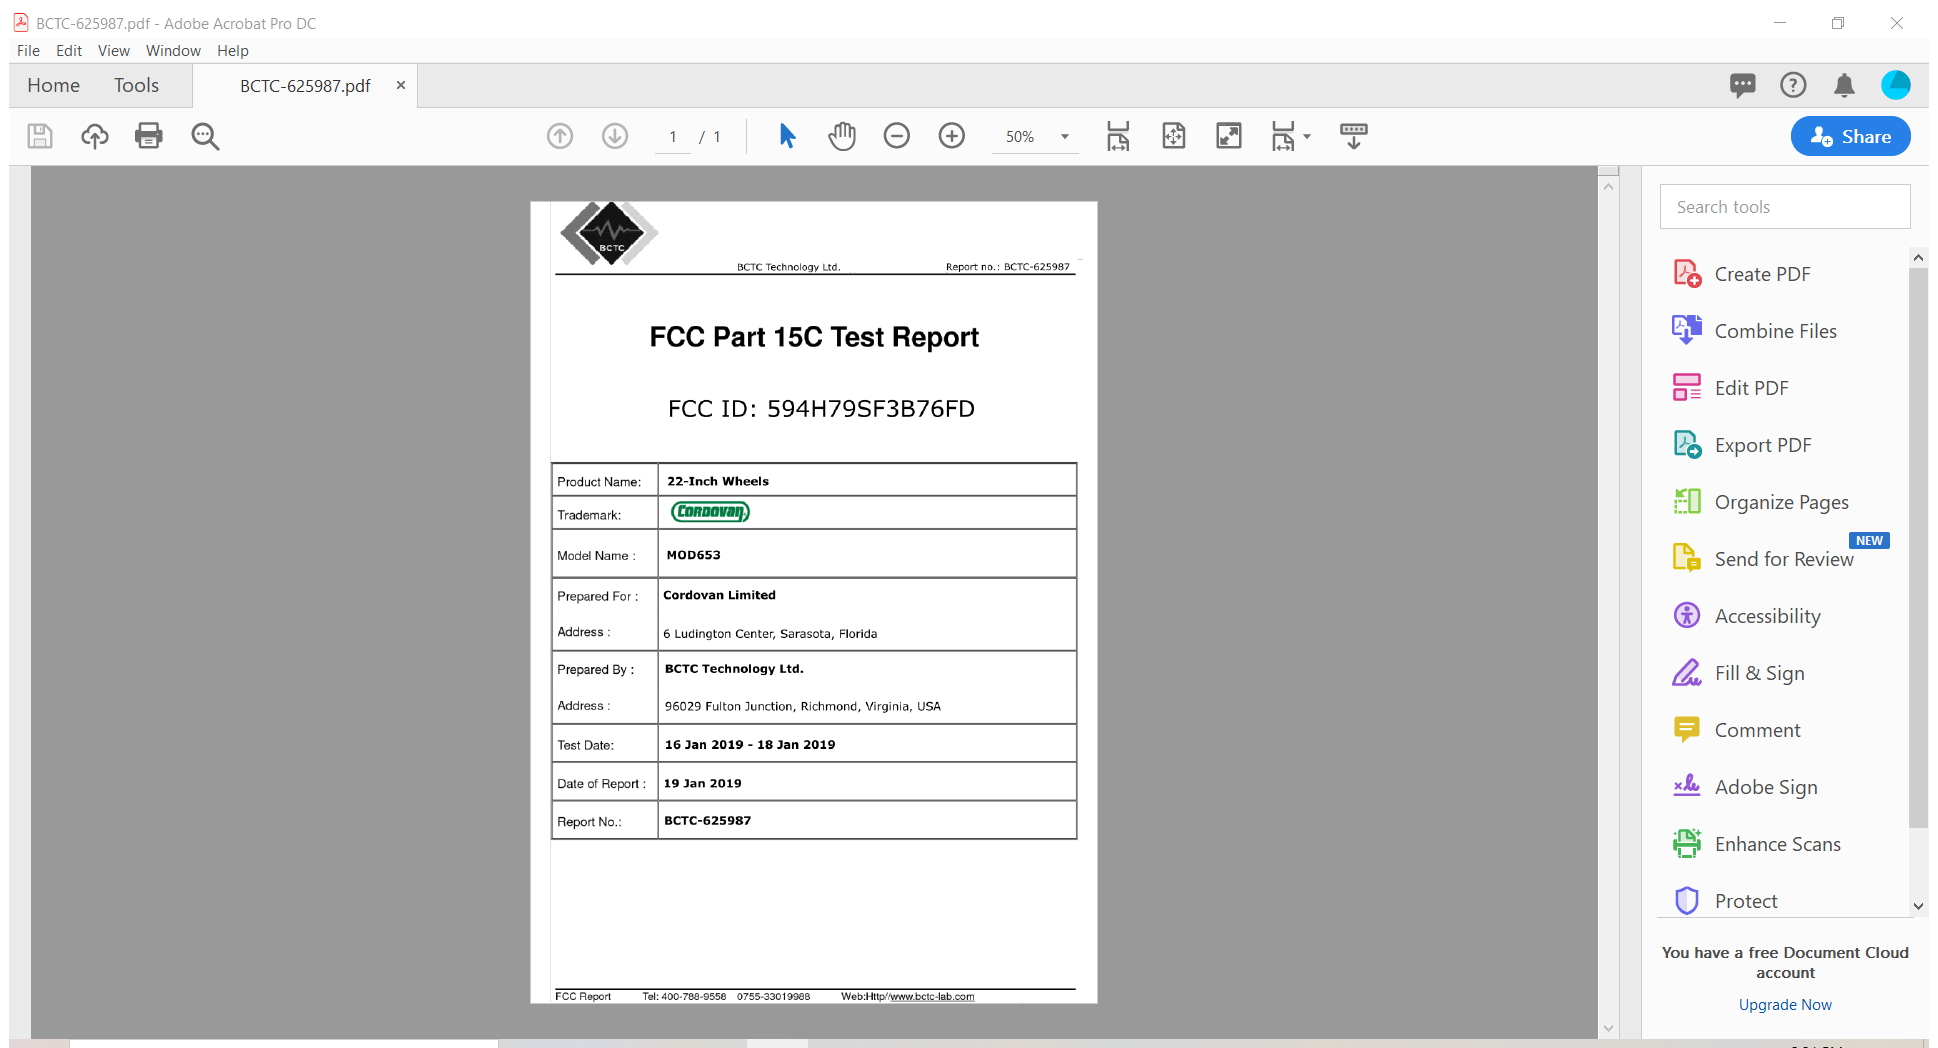 BCTC-625987.pdf - Adobe Acrobat Pro DC
File Edit View Window Help
Home Tools BCTC-625987.pdf ×
1 / 1 50% Share
BCTC
BCTC Technology Ltd. Report no.: BCTC-625987
FCC Part 15C Test Report
FCC ID: 594H79SF3B76FD
Product Name: 22-Inch Wheels
Trademark: CORDOVAN
Model Name : MOD653
Prepared For : Cordovan Limited
Address : 6 Ludington Center, Sarasota, Florida
Prepared By : BCTC Technology Ltd.
Address : 96029 Fulton Junction, Richmond, Virginia, USA
Test Date: 16 Jan 2019 - 18 Jan 2019
Date of Report : 19 Jan 2019
Report No.: BCTC-625987
FCC Report Tel: 400-788-9558 0755-33019988 Web:Http//www.bctc-lab.com
Search tools
Create PDF
Combine Files
Edit PDF
Export PDF
Organize Pages
NEW
Send for Review
Accessibility
Fill & Sign
Comment
Adobe Sign
Enhance Scans
Protect
You have a free Document Cloud
account
Upgrade Now